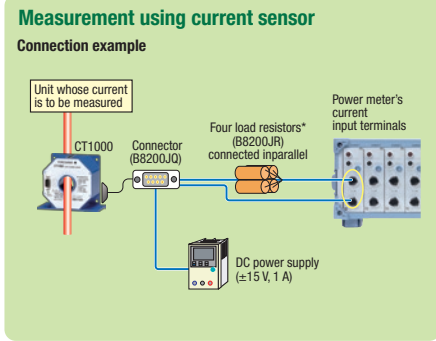 Measurement using current sensor
Connection example
Unit whose current
is to be measured
CT1000
Connector
(B8200JQ)
Four load resistors*
(B8200JR)
connected inparallel
Power meter's
current
input terminals
DC power supply
(±15 V, 1 A)